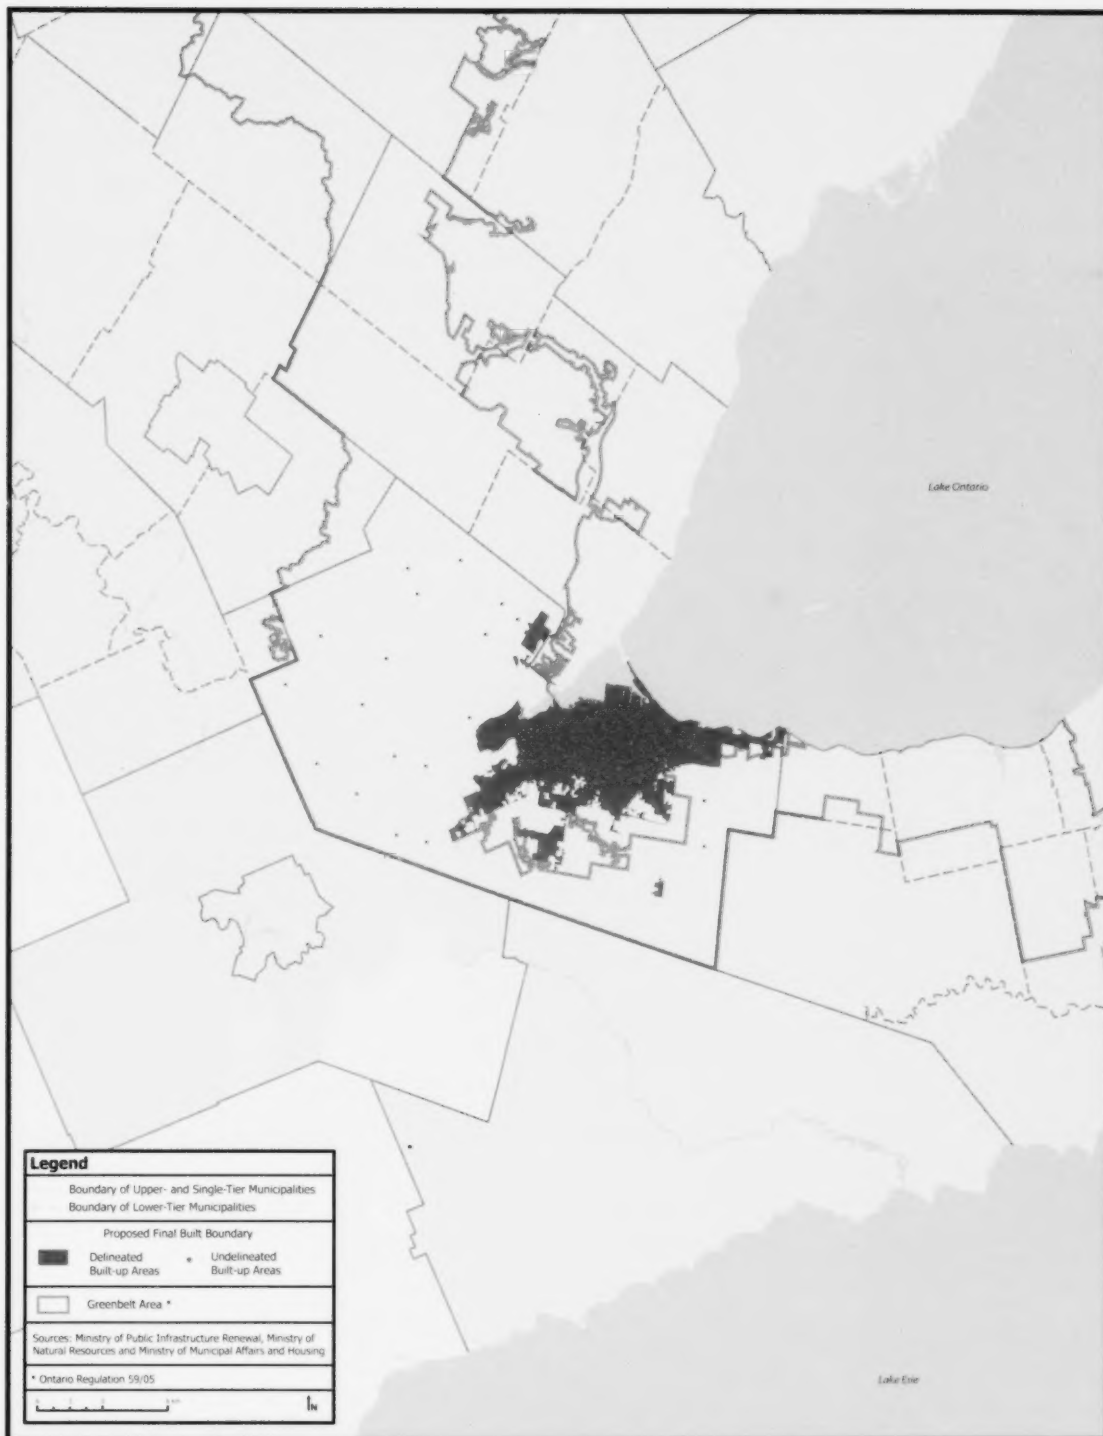 Lake Ontario
Legend
Boundary of Upper- and Single-Tier Municipalities
Boundary of Lower-Tier Municipalities
Proposed Final Built Boundary
Delineated
Built-up Areas
Undelineated
Built-up Areas
Greenbelt Area *
Sources: Ministry of Public Infrastructure Renewal, Ministry of
Natural Resources and Ministry of Municipal Affairs and Housing
* Ontario Regulation 59/05
N
Lake Erie